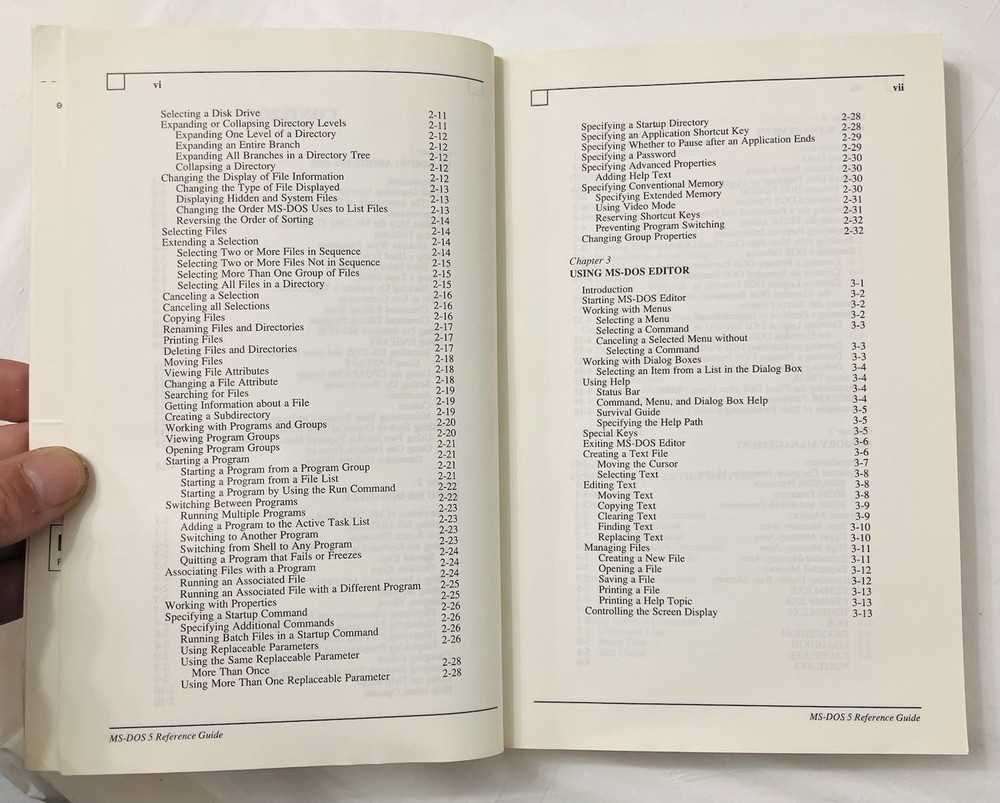 vi
Selecting a Disk Drive 2-11
Expanding or Collapsing Directory Levels 2-11
Expanding One Level of a Directory 2-12
Expanding an Entire Branch 2-12
Expanding All Branches in a Directory Tree 2-12
Collapsing a Directory 2-12
Changing the Display of File Information 2-12
Changing the Type of File Displayed 2-13
Displaying Hidden and System Files 2-13
Changing the Order MS-DOS Uses to List Files 2-13
Reversing the Order of Sorting 2-14
Selecting Files 2-14
Extending a Selection 2-14
Selecting Two or More Files in Sequence 2-14
Selecting Two or More Files Not in Sequence 2-15
Selecting More Than One Group of Files 2-15
Selecting All Files in a Directory 2-15
Canceling a Selection 2-16
Canceling all Selections 2-16
Copying Files 2-16
Renaming Files and Directories 2-17
Printing Files 2-17
Deleting Files and Directories 2-17
Moving Files 2-18
Viewing File Attributes 2-18
Changing a File Attribute 2-18
Searching for Files 2-19
Getting Information about a File 2-19
Creating a Subdirectory 2-19
Working with Programs and Groups 2-20
Viewing Program Groups 2-20
Opening Program Groups 2-21
Starting a Program 2-21
Starting a Program from a Program Group 2-21
Starting a Program from a File List 2-21
Starting a Program by Using the Run Command 2-22
Switching Between Programs 2-22
Running Multiple Programs 2-23
Adding a Program to the Active Task List 2-23
Switching to Another Program 2-23
Switching from Shell to Any Program 2-23
Quitting a Program that Fails or Freezes 2-24
Associating Files with a Program 2-24
Running an Associated File 2-24
Running an Associated File with a Different Program 2-25
Working with Properties 2-25
Specifying a Startup Command 2-26
Specifying Additional Commands 2-26
Running Batch Files in a Startup Command 2-26
Using Replaceable Parameters 2-26
Using the Same Replaceable Parameter
More Than Once 2-28
Using More Than One Replaceable Parameter 2-28
MS-DOS 5 Reference Guide
vii
Specifying a Startup Directory 2-28
Specifying an Application Shortcut Key 2-28
Specifying Whether to Pause after an Application Ends 2-29
Specifying a Password 2-29
Specifying Advanced Properties 2-30
Adding Help Text 2-30
Specifying Conventional Memory 2-30
Specifying Extended Memory 2-30
Using Video Mode 2-31
Reserving Shortcut Keys 2-31
Preventing Program Switching 2-32
Changing Group Properties 2-32
Chapter 3
USING MS-DOS EDITOR
Introduction 3-1
Starting MS-DOS Editor 3-2
Working with Menus 3-2
Selecting a Menu 3-2
Selecting a Command 3-3
Canceling a Selected Menu without
Selecting a Command 3-3
Working with Dialog Boxes 3-3
Selecting an Item from a List in the Dialog Box 3-4
Using Help 3-4
Status Bar 3-4
Command, Menu, and Dialog Box Help 3-4
Survival Guide 3-5
Specifying the Help Path 3-5
Special Keys 3-5
Exiting MS-DOS Editor 3-6
Creating a Text File 3-6
Moving the Cursor 3-7
Selecting Text 3-8
Editing Text 3-8
Moving Text 3-8
Copying Text 3-9
Clearing Text 3-9
Finding Text 3-10
Replacing Text 3-10
Managing Files 3-11
Creating a New File 3-11
Opening a File 3-12
Saving a File 3-12
Printing a File 3-13
Printing a Help Topic 3-13
Controlling the Screen Display 3-13
MS-DOS 5 Reference Guide